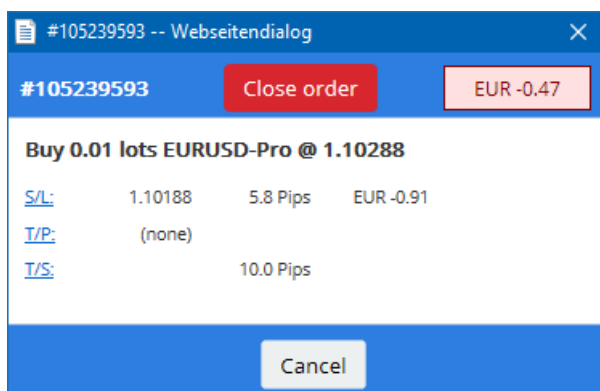 #105239593 -- Webseitendialog
#105239593 Close order EUR -0.47
Buy 0.01 lots EURUSD-Pro @ 1.10288
S/L: 1.10188 5.8 Pips EUR -0.91
T/P: (none)
T/S: 10.0 Pips
Cancel